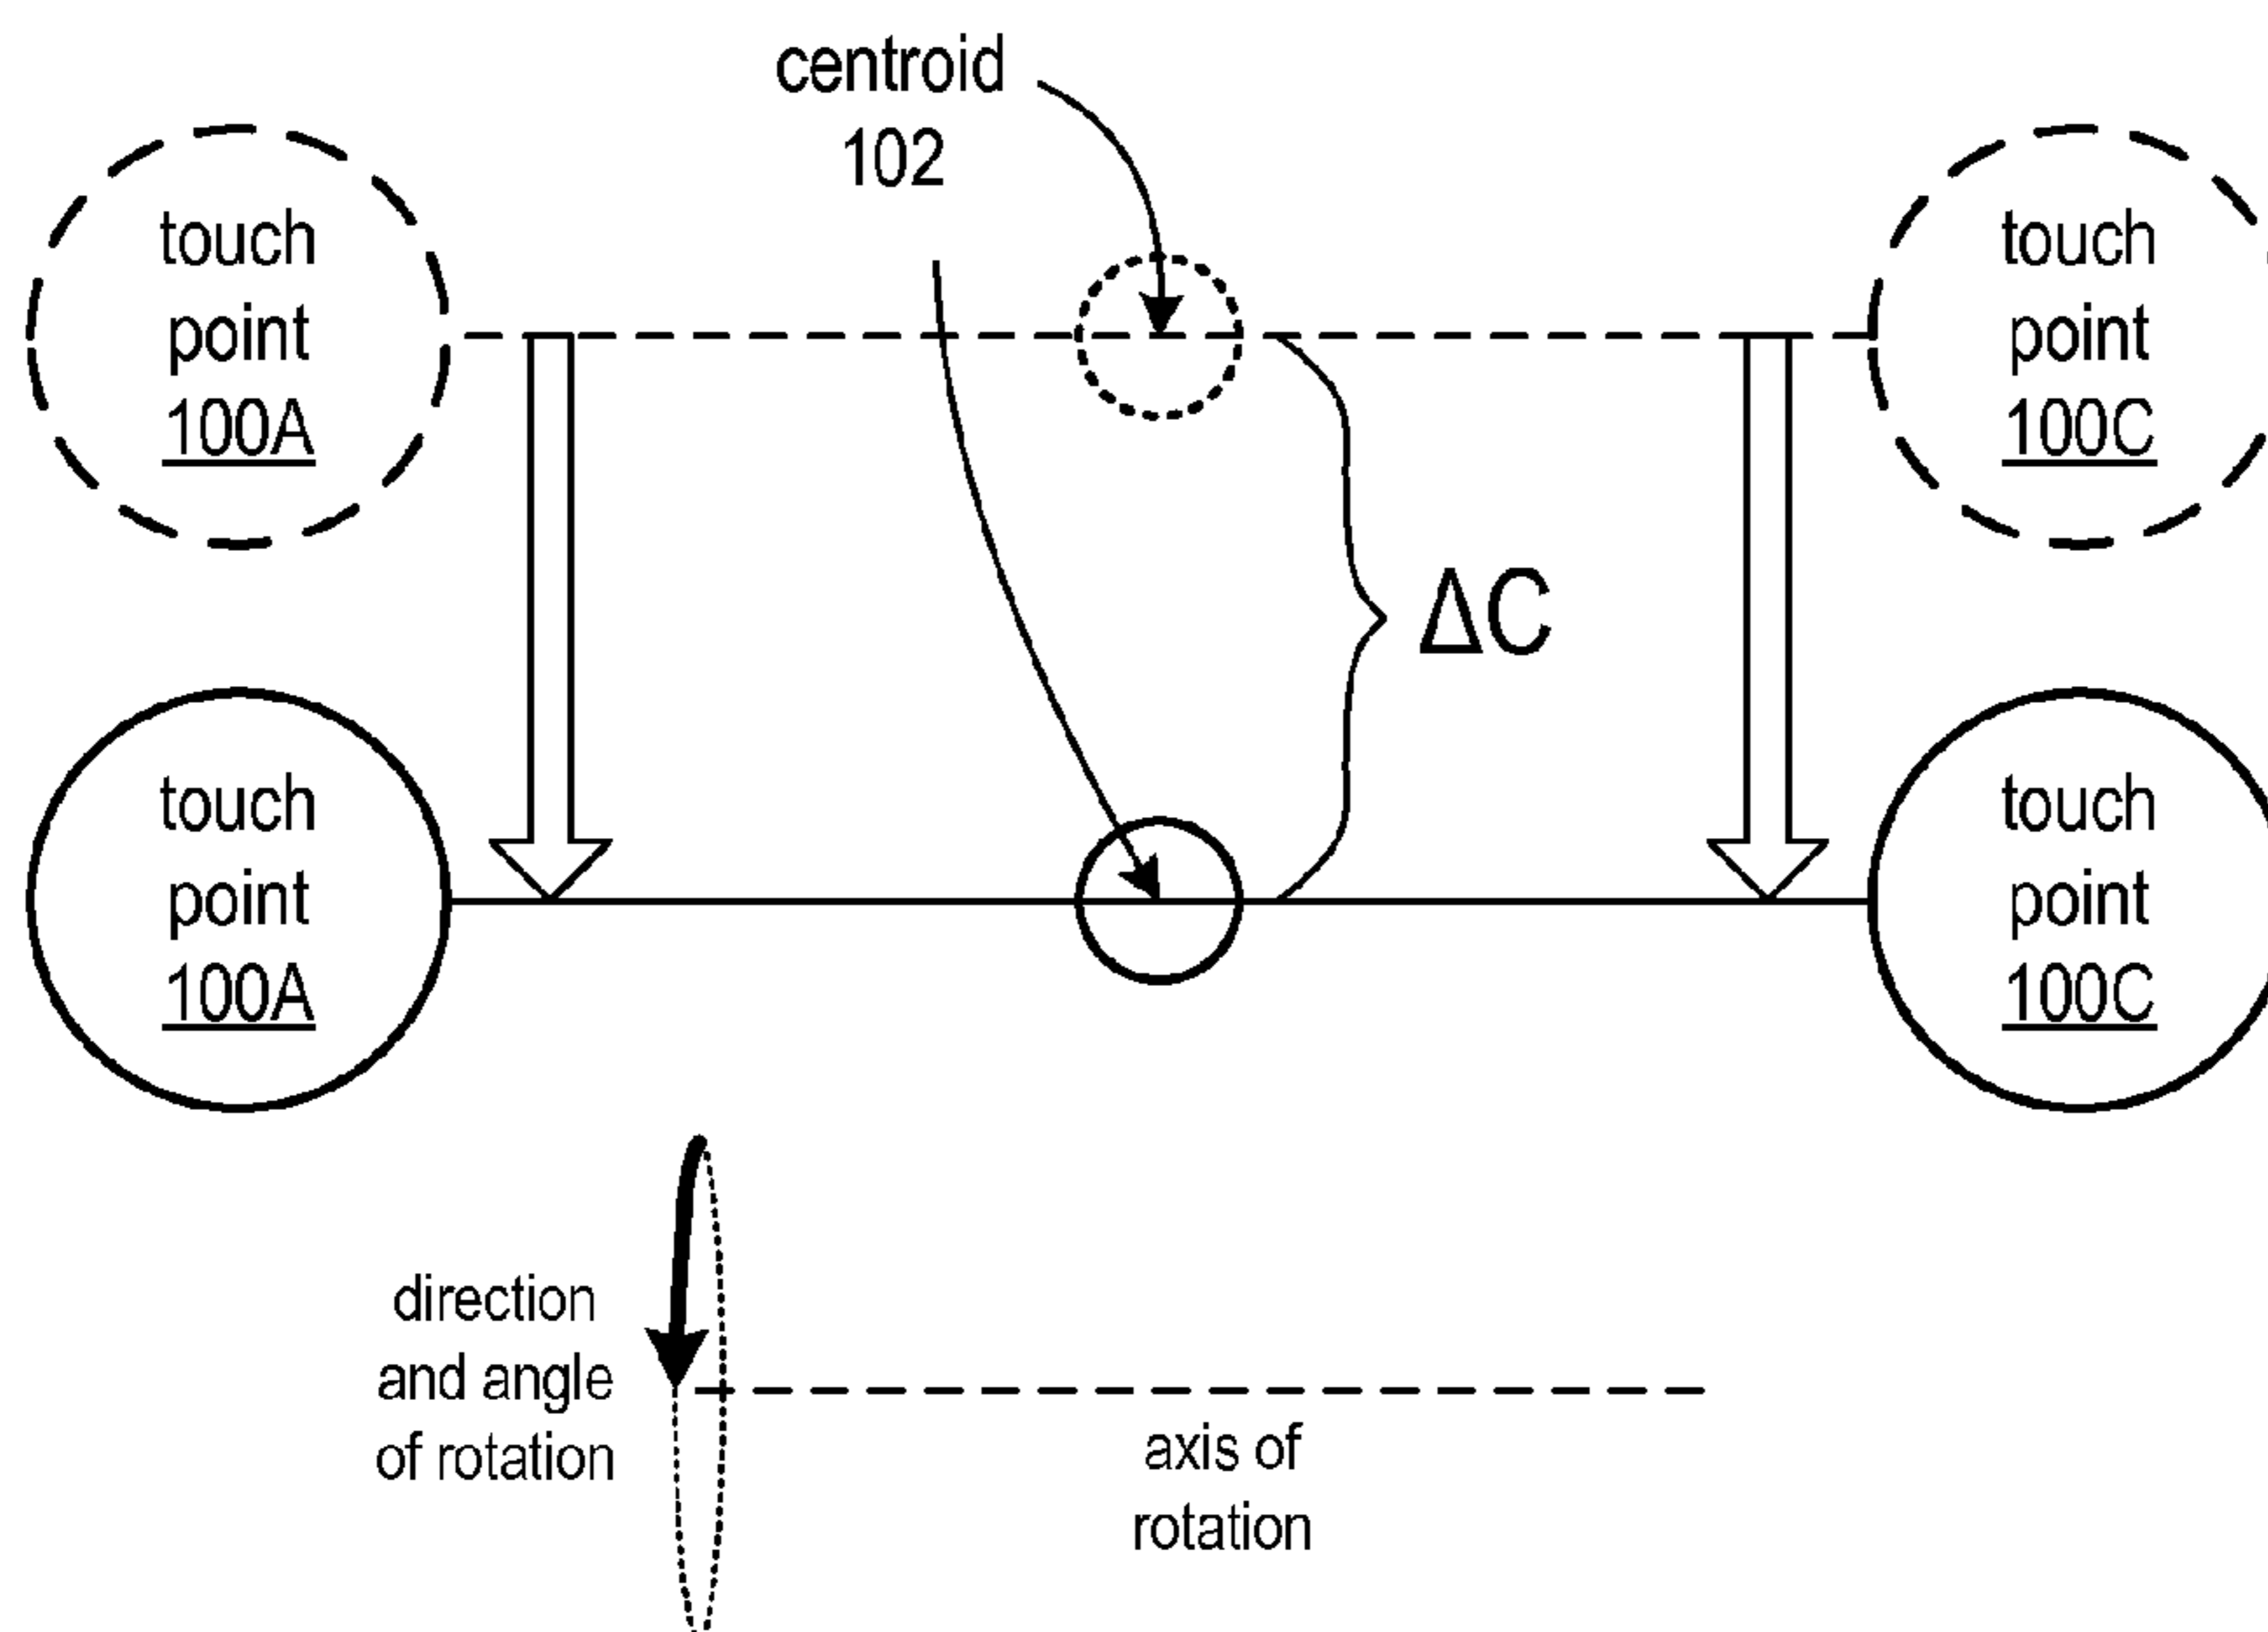 centroid
102
touch
point
100A
touch
point
100C
ΔC
touch
point
100A
touch
point
100C
direction
and angle
of rotation
axis of
rotation